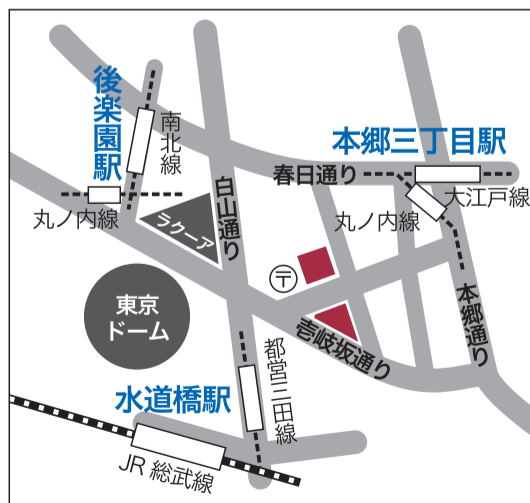 後楽園駅
南北線
丸ノ内線
ラクーア
白山通り
本郷三丁目駅
春日通り
大江戸線
丸ノ内線
〒
東京
ドーム
壱岐坂通り
本郷通り
都営三田線
水道橋駅
JR 総武線